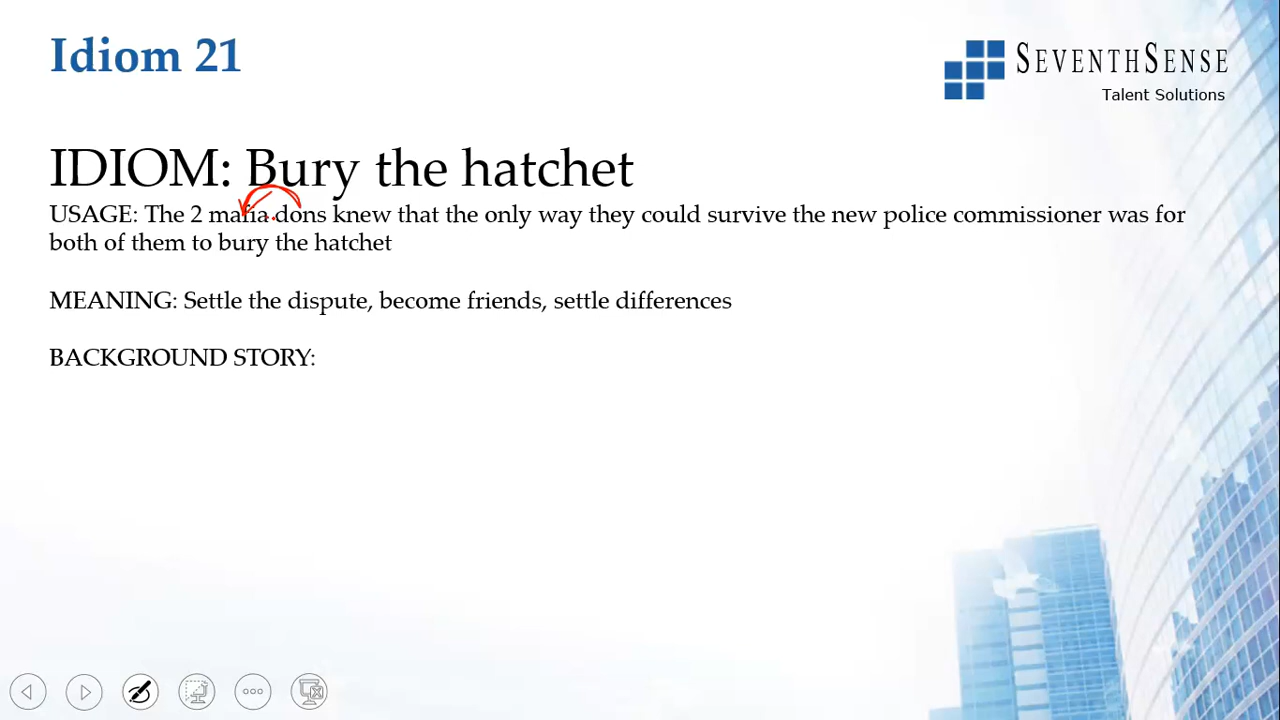 Idiom 21
SEVENTHSENSE
Talent Solutions
IDIOM: Bury the hatchet
USAGE: The 2 mafia dons knew that the only way they could survive the new police commissioner was for
both of them to bury the hatchet
MEANING: Settle the dispute, become friends, settle differences
BACKGROUND STORY: